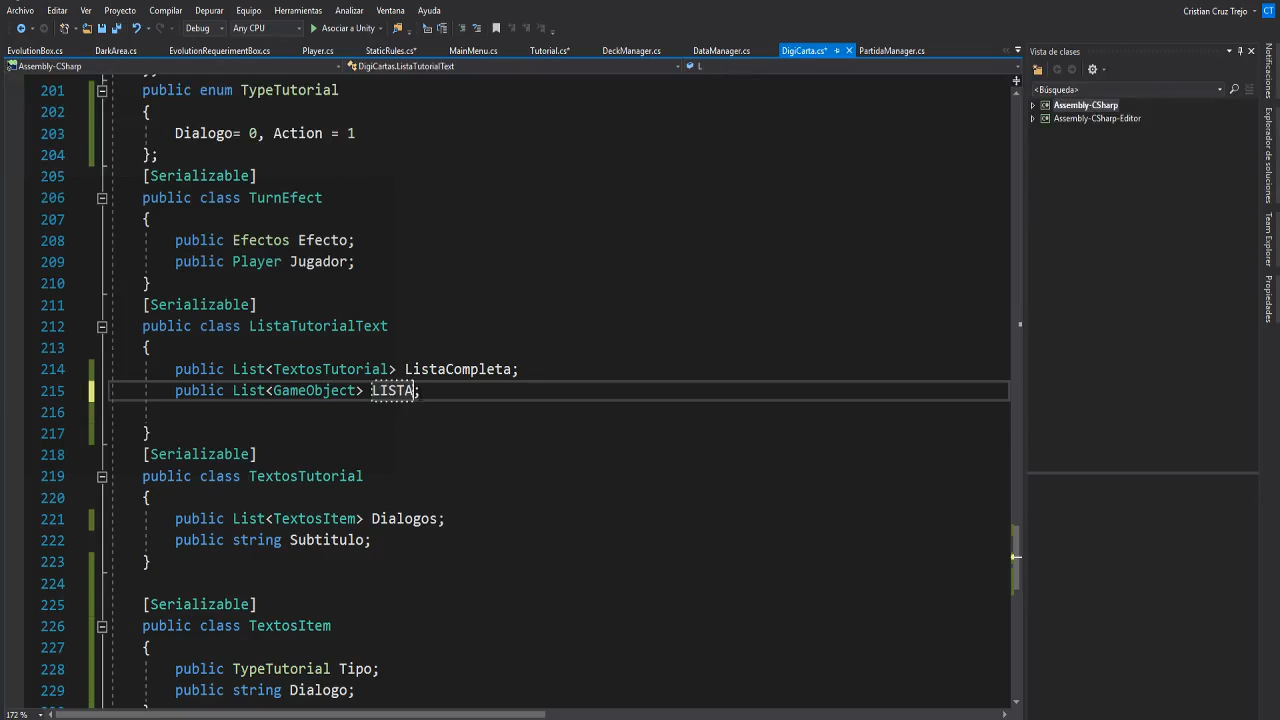 Archivo Editar Ver Proyecto Compilar Depurar Equipo Herramientas Analizar Ventana Ayuda Cristian Cruz Trejo CT
Debug Any CPU Asociar a Unity
EvolutionBox.cs DarkArea.cs EvolutionRequerimentBox.cs Player.cs StaticRules.cs* MainMenu.cs Tutorial.cs* DeckManager.cs DataManager.cs DigiCarta.cs* PartidaManager.cs
Assembly-CSharp DigiCartas.ListaTutorialText L
Vista de clases
<Búsqueda>
Assembly-CSharp
Assembly-CSharp-Editor
Notificaciones
Explorador de soluciones
Team Explorer
Propiedades
201 public enum TypeTutorial
202 {
203 Dialogo= 0, Action = 1
204 };
205 [Serializable]
206 public class TurnEfect
207 {
208 public Efectos Efecto;
209 public Player Jugador;
210 }
211 [Serializable]
212 public class ListaTutorialText
213 {
214 public List<TextosTutorial> ListaCompleta;
215 public List<GameObject> LISTA;
216
217 }
218 [Serializable]
219 public class TextosTutorial
220 {
221 public List<TextosItem> Dialogos;
222 public string Subtitulo;
223 }
224
225 [Serializable]
226 public class TextosItem
227 {
228 public TypeTutorial Tipo;
229 public string Dialogo;
172 %